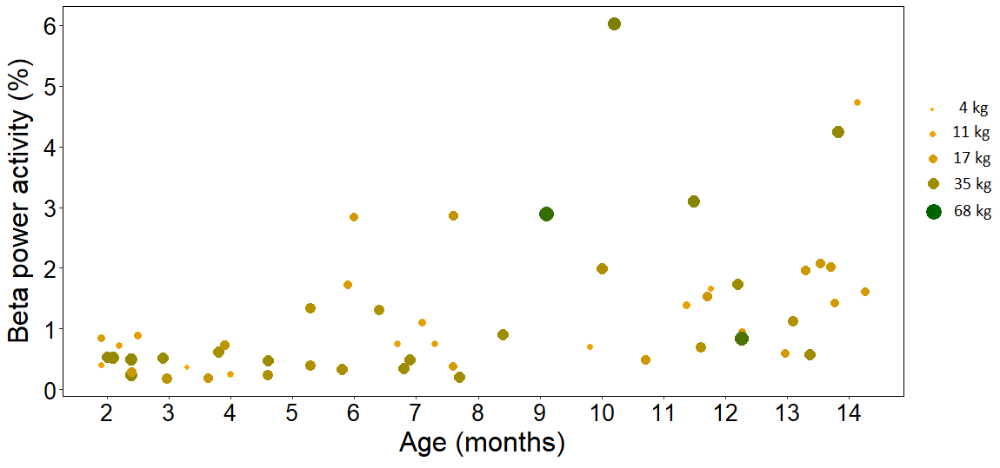 Beta power activity (%)
6
5
4
3
2
1
0
2 3 4 5 6 7 8 9 10 11 12 13 14
Age (months)
4 kg
11 kg
17 kg
35 kg
68 kg